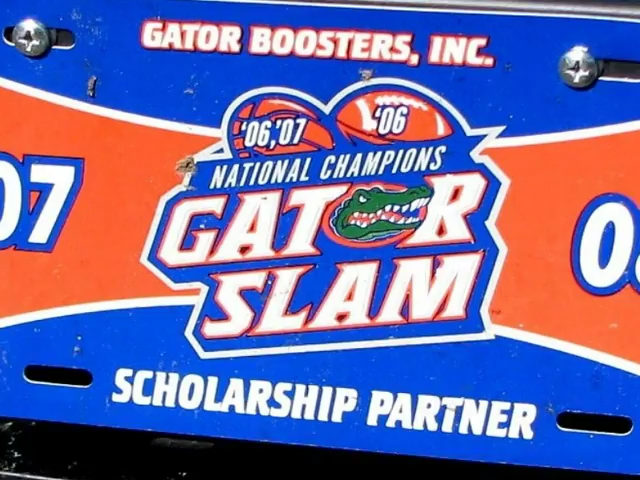 GATOR BOOSTERS, INC.
'06,'07
'06
NATIONAL CHAMPIONS
07
GATOR
SLAM
SCHOLARSHIP PARTNER